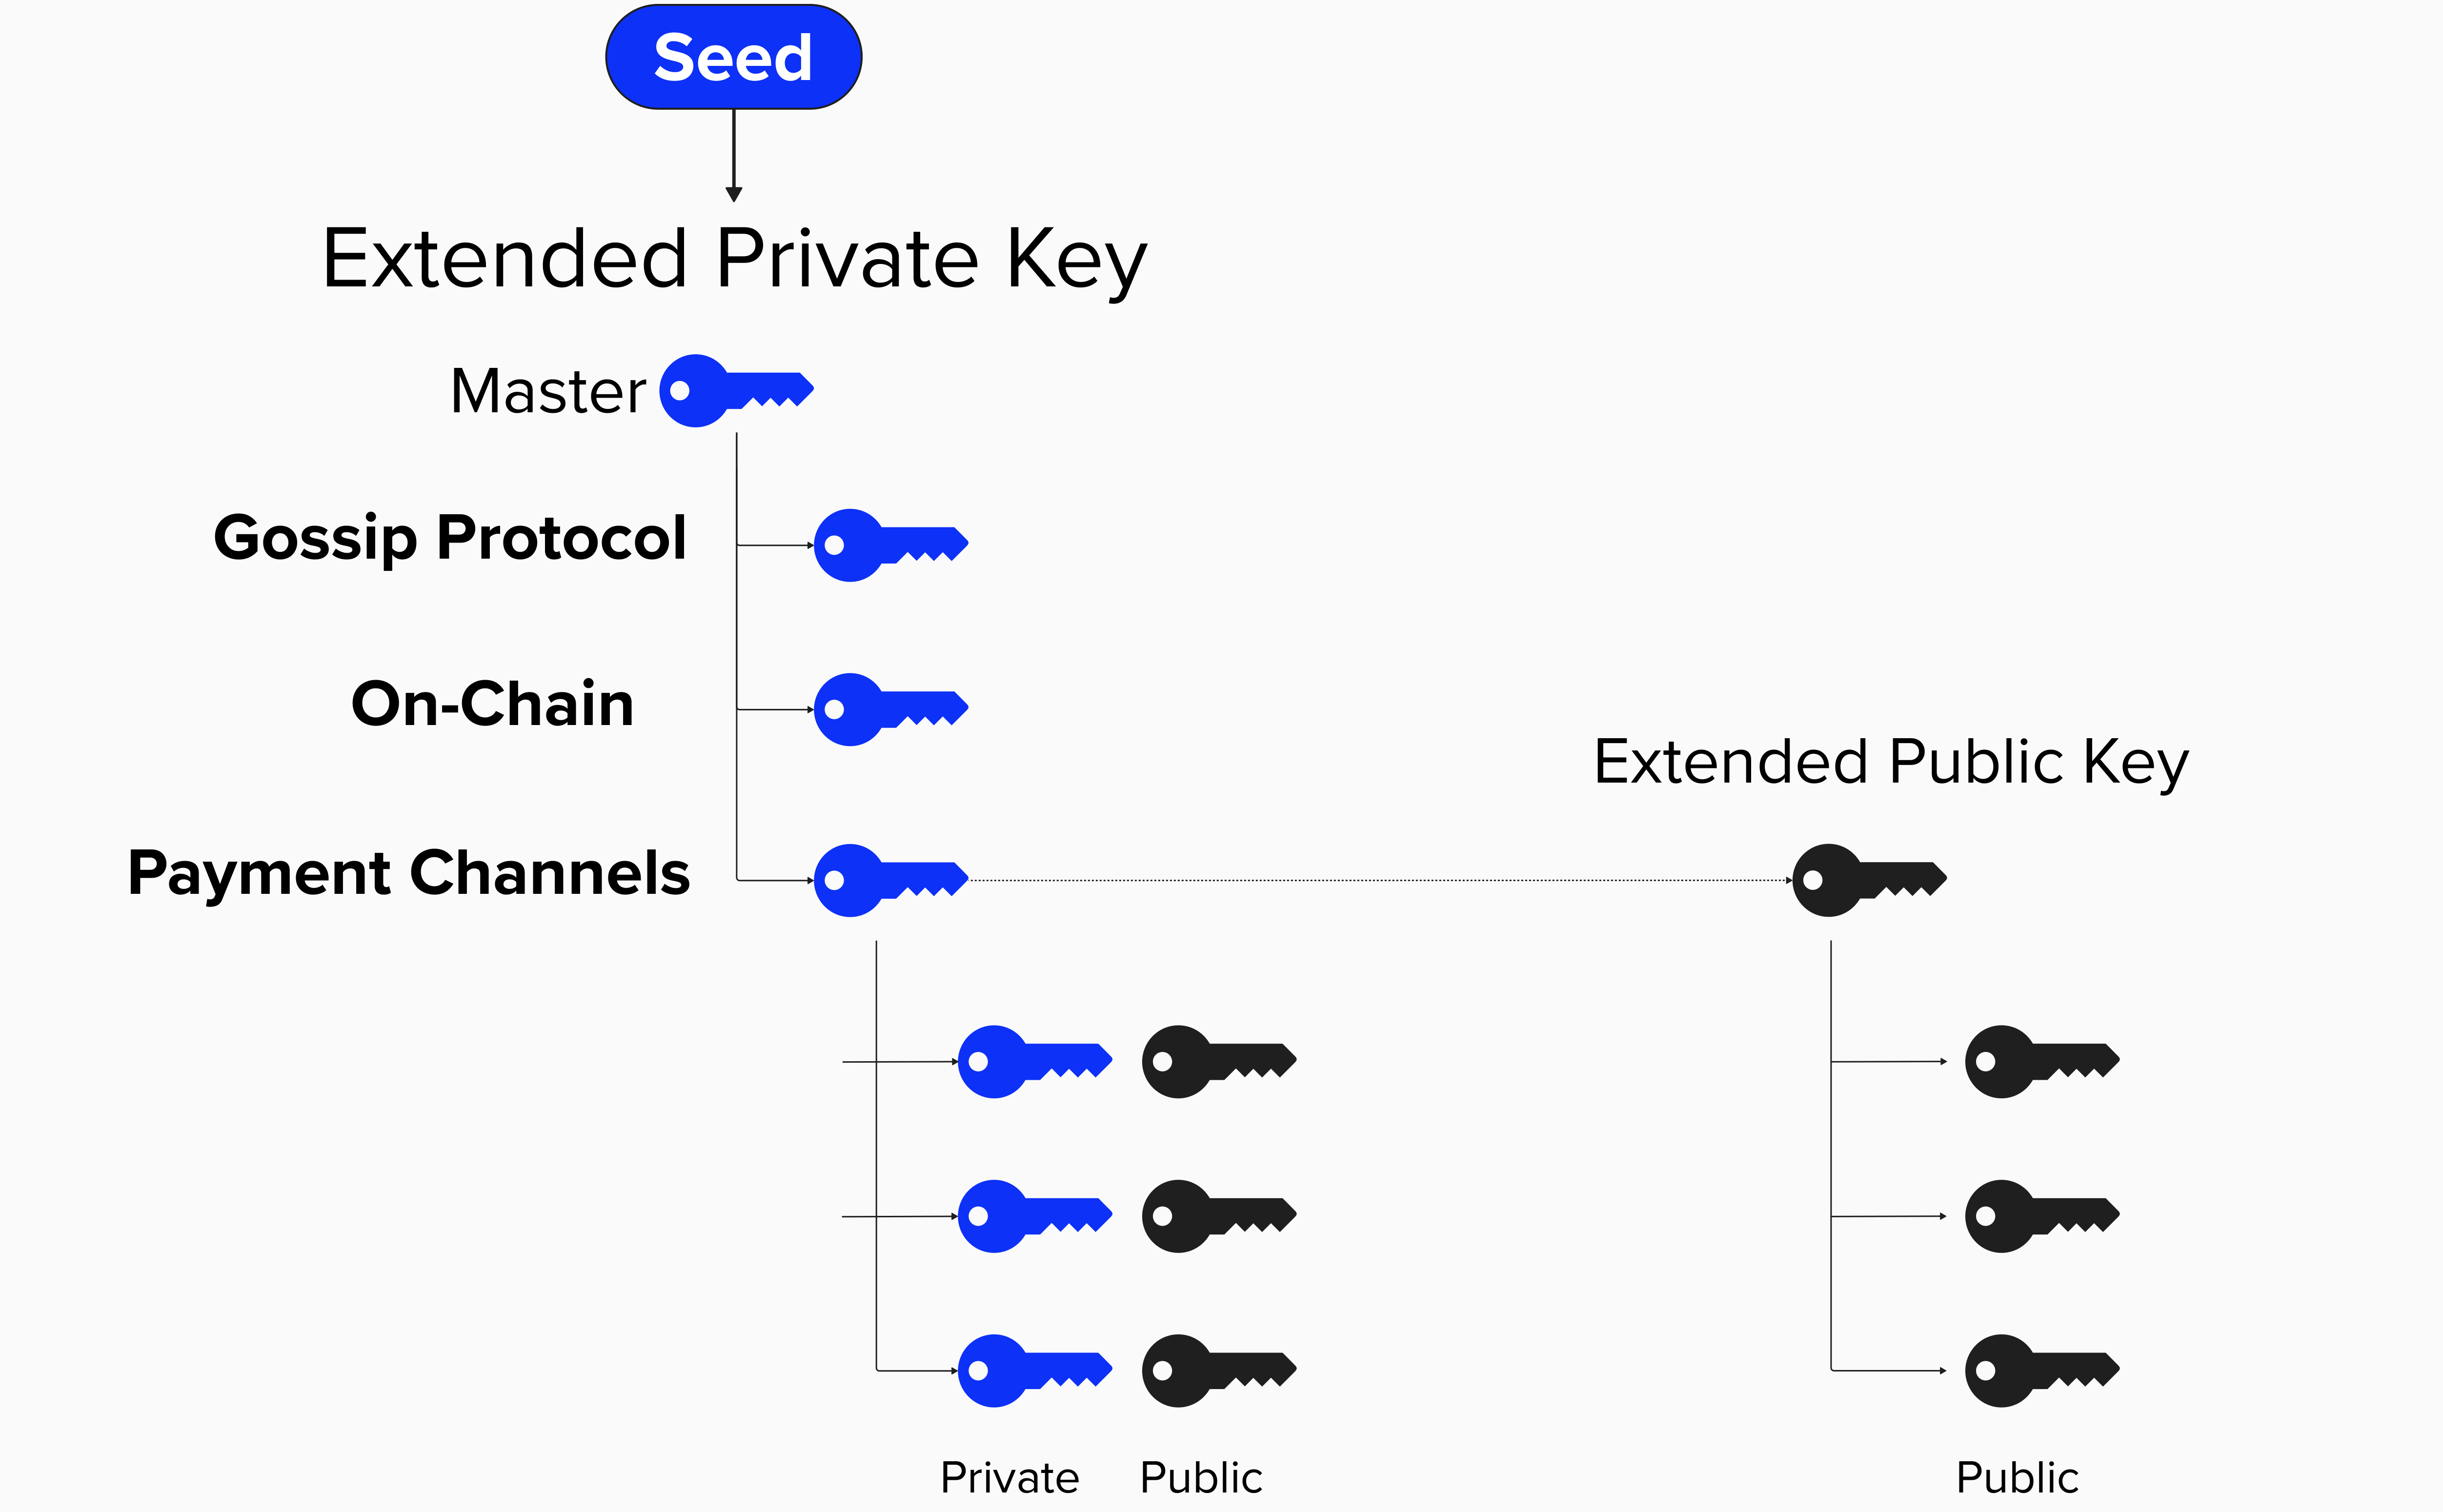 Seed
Extended Private Key
Master
Gossip Protocol
On-Chain
Extended Public Key
Payment Channels
Private
Public
Public